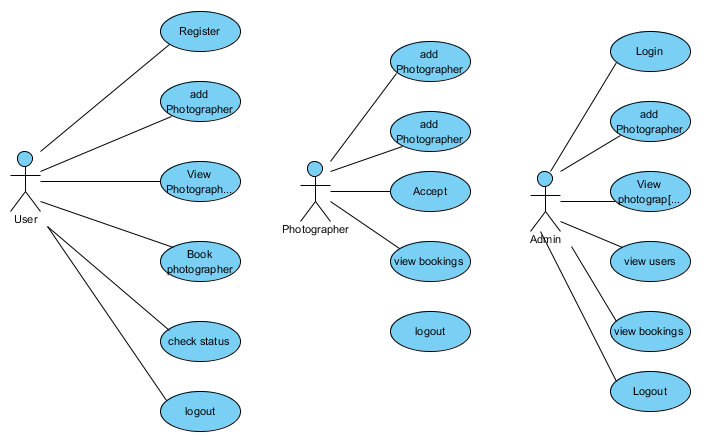 Register
add
Photographer
View
Photograph...
User
Book
photographer
check status
logout
add
Photographer
add
Photographer
Accept
Photographer
view bookings
logout
Login
add
Photographer
View
photograp[...
Admin
view users
view bookings
Logout